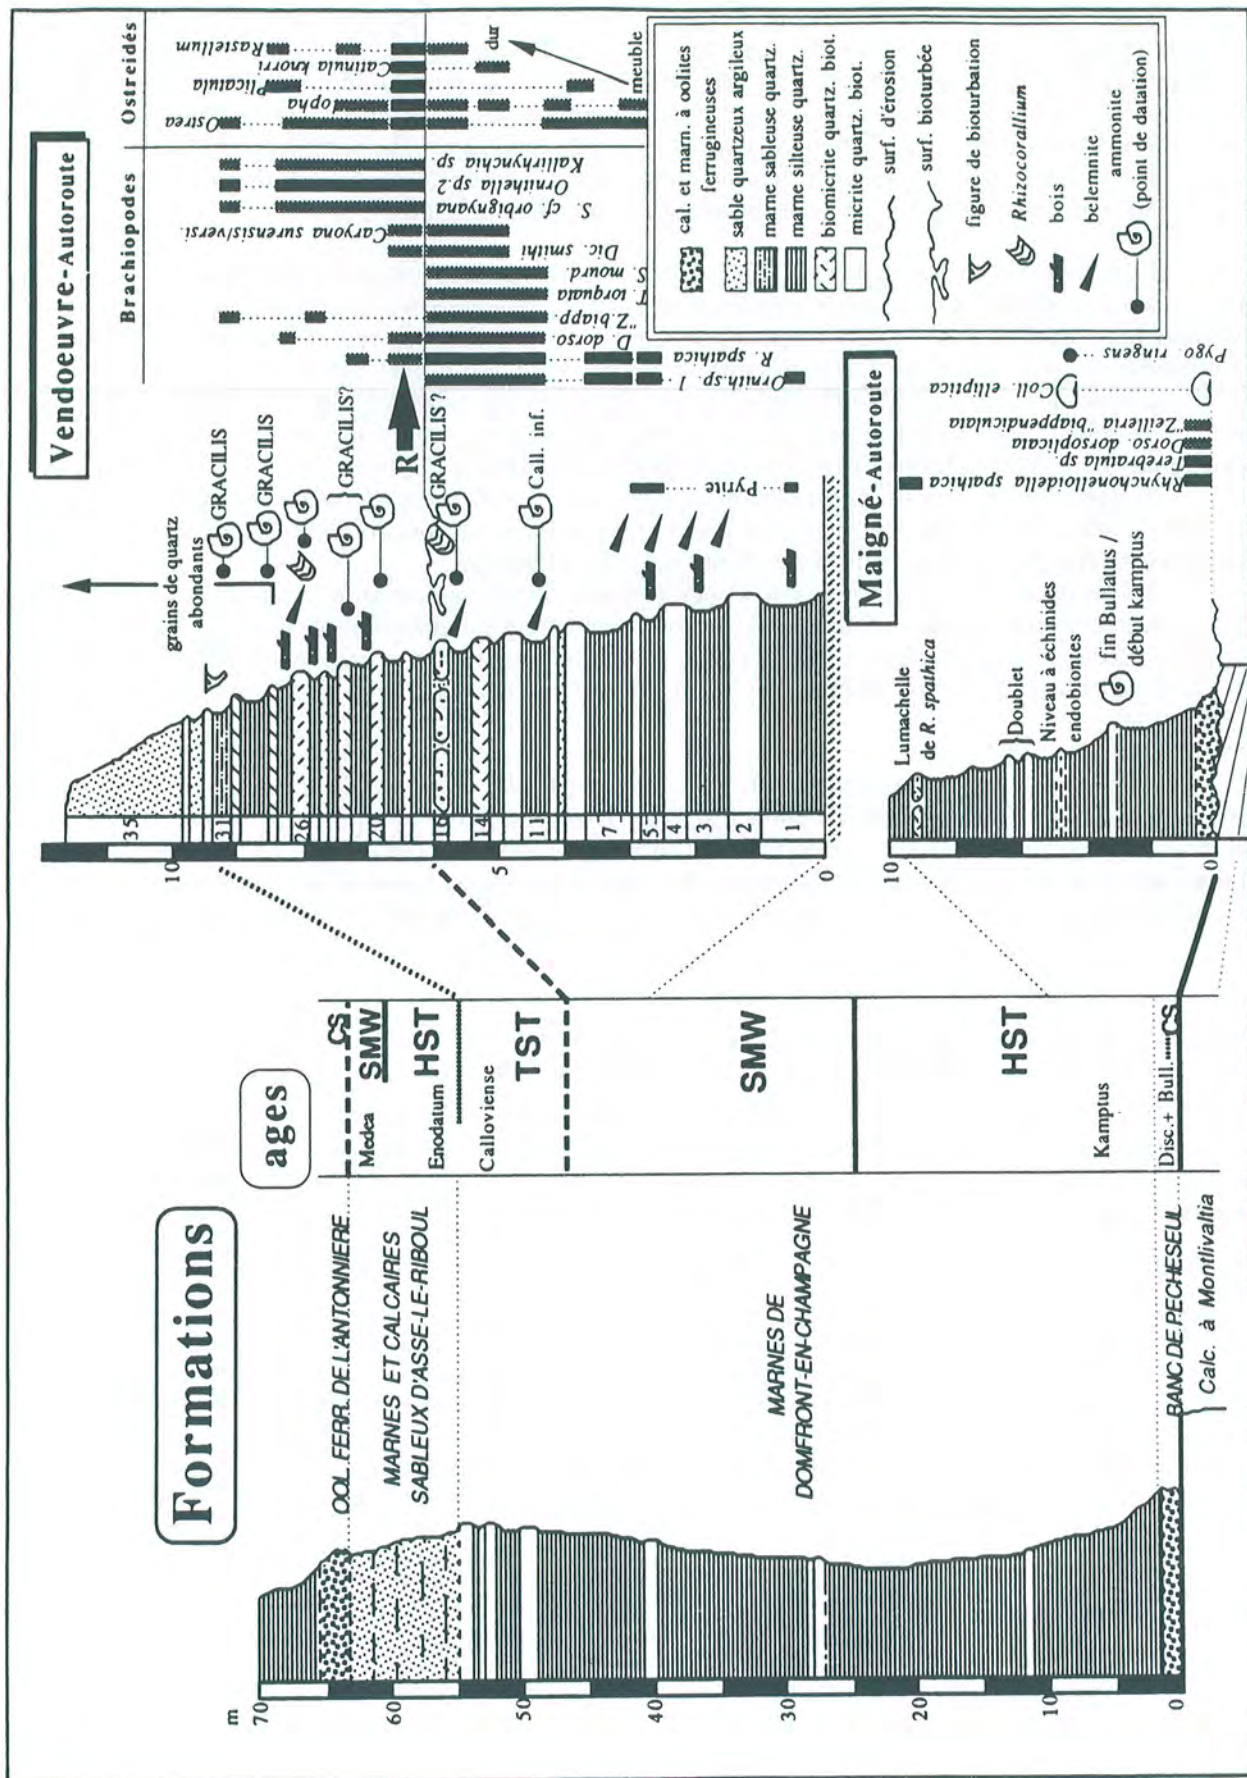 Formations
ages
OOL. FERR. DE L'ANTONNIERE
MARNES ET CALCAIRES
SABLEUX D'ASSE-LE-RIBOUL
MARNES DE
DOMFRONT-EN-CHAMPAGNE
BANC DE PECHESEUL
Calc. à Montlivaltia
m
70
60
50
40
30
20
10
0
CS
Medea
SMW
Enodatum
HST
Calloviense
TST
SMW
HST
Kamptus
Disc.+ Bull.
CS
Vendoeuvre-Autoroute
Brachiopodes
Ostreidés
grains de quartz
abondants
GRACILIS
GRACILIS
GRACILIS?
R
GRACILIS ?
Call. inf.
Pyrite
10
5
0
35
31
26
20
16
14
11
7
5
4
3
2
1
Ornith.sp. 1
R. spathica
D. dorso.
"Z.biapp.
T. torquata
S. mourd.
Dic. smithi
Caryona surensis/versi.
S. cf. orbignyana
Ornithella sp.2
Kallirhynchia sp.
Ostrea
lopha
Plicatula
Catinula knorri
Rastellum
dur
meuble
cal. et marn. à oolites
ferrugineuses
sable quartzeux argileux
marne sableuse quartz.
marne silteuse quartz.
biomicrite quartz. biot.
micrite quartz. biot.
surf. d'érosion
surf. bioturbée
figure de bioturbation
Rhizocorallium
bois
belemnite
ammonite
(point de datation)
Maigné-Autoroute
Lumachelle
de R. spathica
Doublet
Niveau à échinides
endobiontes
fin Bullatus /
début kamptus
10
0
Rhynchonelloidella spathica
Terebratula sp.
Dorso. dorsoplicata
"Zeilleria "biappendiculata
Coll. elliptica
Pygo ringens